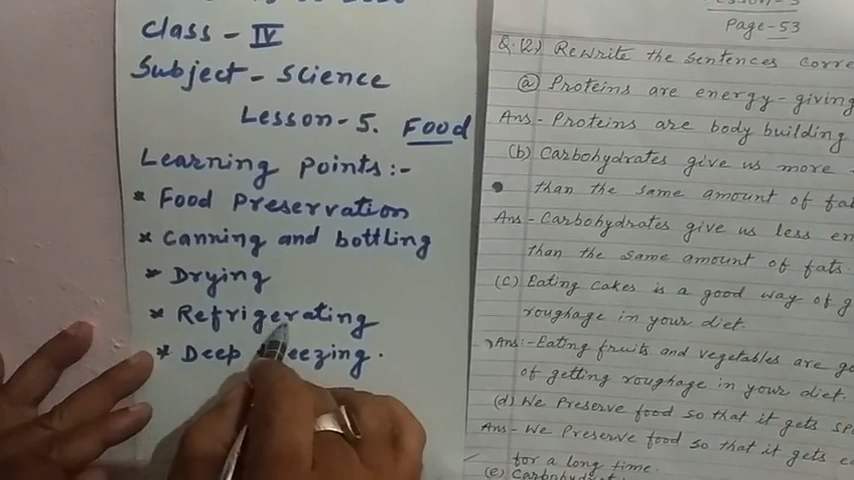 Class - IV
Subject - Science
Lesson - 5. Food
Learning Points :-
* Food Preservation
* Canning and bottling
* Drying
* Refrigerating
* Deep eezing.
Page - 53
Q.(2) Rewrite the sentences
(a) Proteins are energy - giving
Ans - Proteins are body building
(b) Carbohydrates give us more
than the same amount of
Ans - Carbohydrates give us less
than the same amount of fats.
(c) Eating cakes is a good way of
roughage in your diet.
Ans:- Eating fruits and vegetables are
of getting roughage in your diet.
(d) We Preserve food so that it gets
Ans - We Preserve food so that it gets
for a long time.
(e)